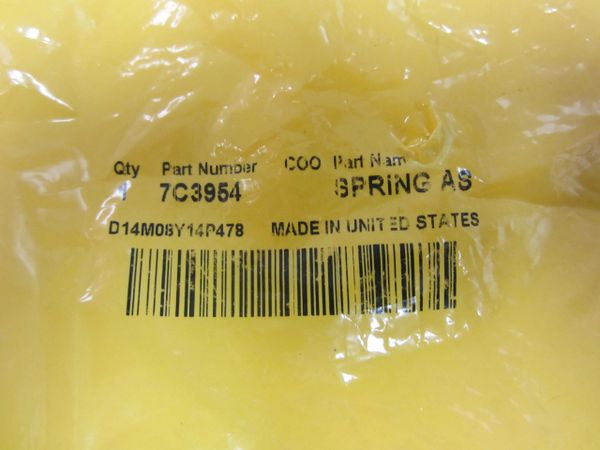 Qty Part Number COO Part Nam
1 7C3954 SPRING AS
D14M08Y14P478 MADE IN UNITED STATES